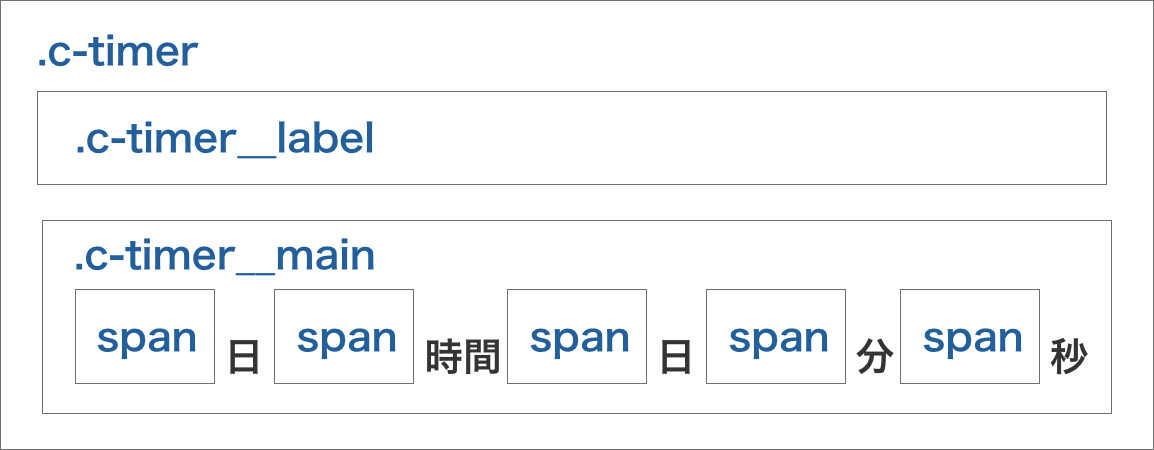 .c-timer
.c-timer__label
.c-timer__main
span 日 span 時間 span 日 span 分 span 秒